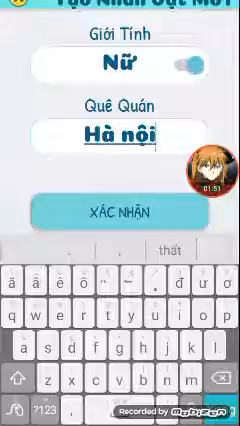 Tạo Nhân Vật Mới
Giới Tính
Nữ
Quê Quán
Hà nội
01:51
XÁC NHẬN
. , thất
ă â ê ô ́ ̀ ̉ ̃ . đ ư ơ
q w e r t y u i o p
a s d f g h j k l
z x c v b n m
?123 ,
Recorded by mobizen